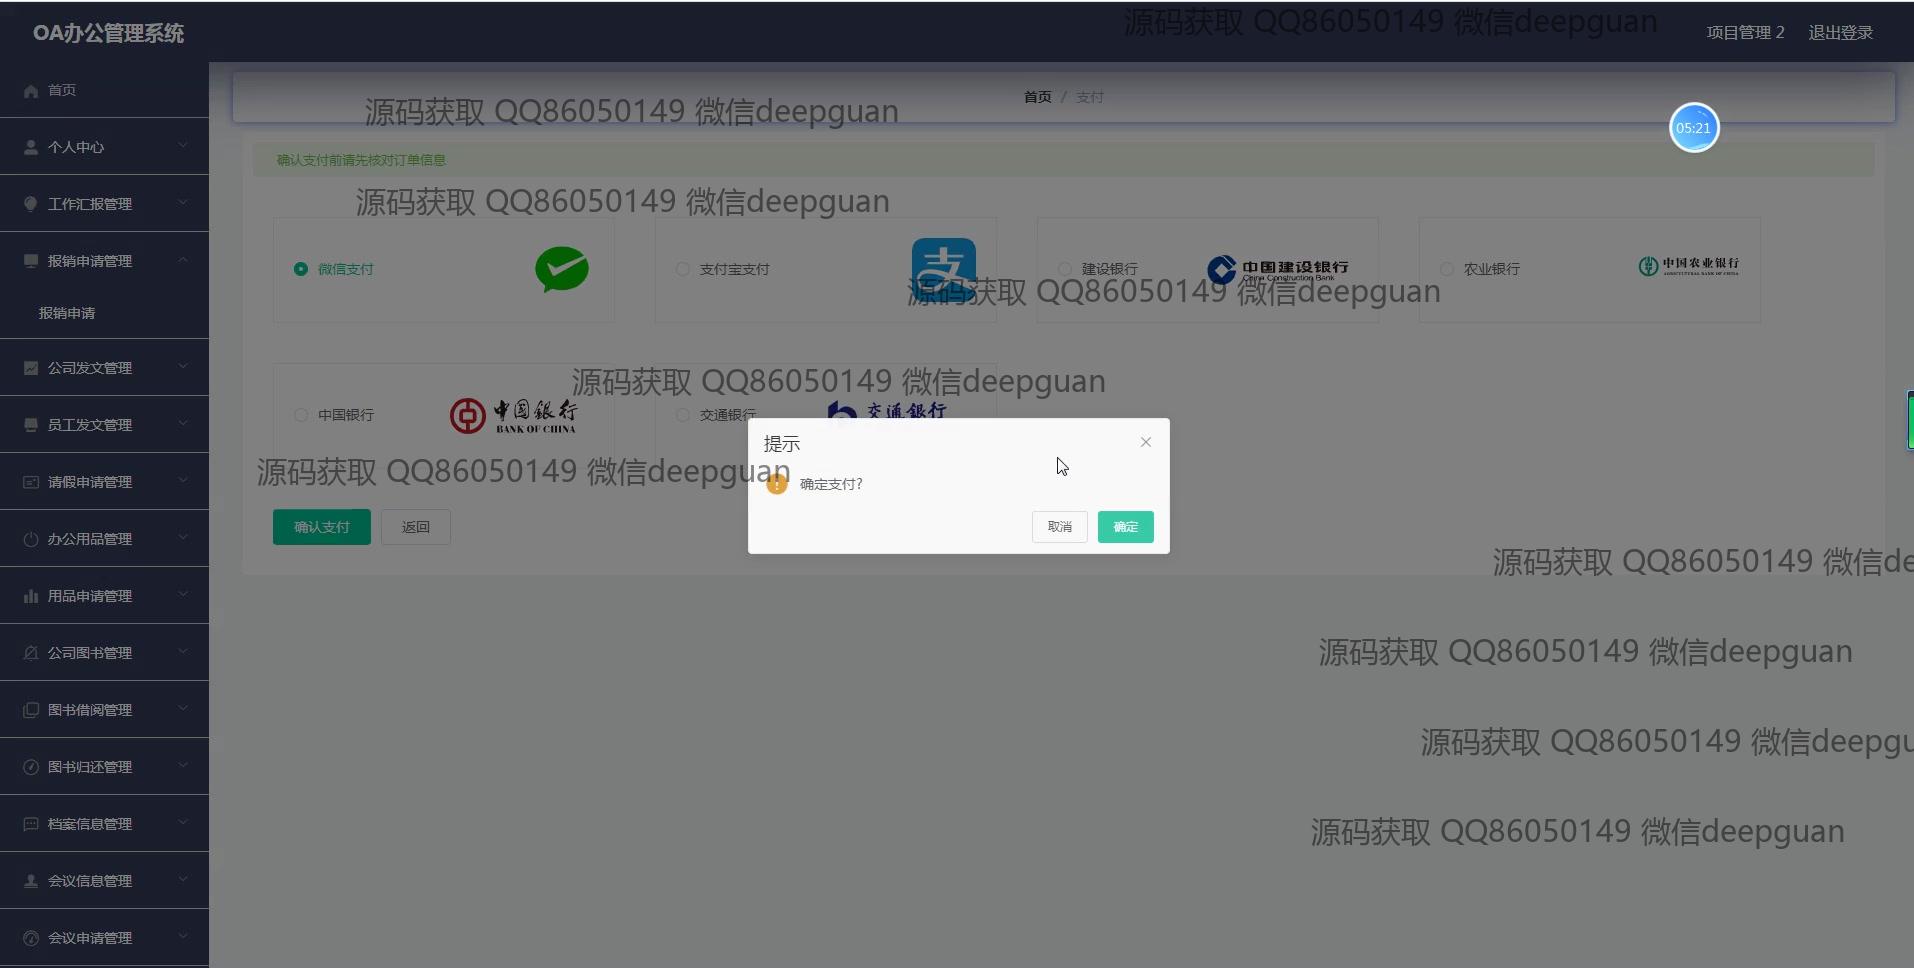 OA办公管理系统
源码获取 QQ86050149 微信deepguan
项目管理 2
退出登录
首页
个人中心
工作汇报管理
报销申请管理
报销申请
公司发文管理
员工发文管理
请假申请管理
办公用品管理
用品申请管理
公司图书管理
图书借阅管理
图书归还管理
档案信息管理
会议信息管理
会议申请管理
首页 / 支付
源码获取 QQ86050149 微信deepguan
05:21
确认支付前请先核对订单信息
源码获取 QQ86050149 微信deepguan
微信支付
支付宝支付
支
建设银行
中国建设银行
China Construction Bank
农业银行
中国农业银行
AGRICULTURAL BANK OF CHINA
源码获取 QQ86050149 微信deepguan
源码获取 QQ86050149 微信deepguan
中国银行
中国银行
BANK OF CHINA
交通银行
交通银行
提示
源码获取 QQ86050149 微信deepguan
确定支付?
取消
确定
确认支付
返回
源码获取 QQ86050149 微信de
源码获取 QQ86050149 微信deepguan
源码获取 QQ86050149 微信deepgu
源码获取 QQ86050149 微信deepguan